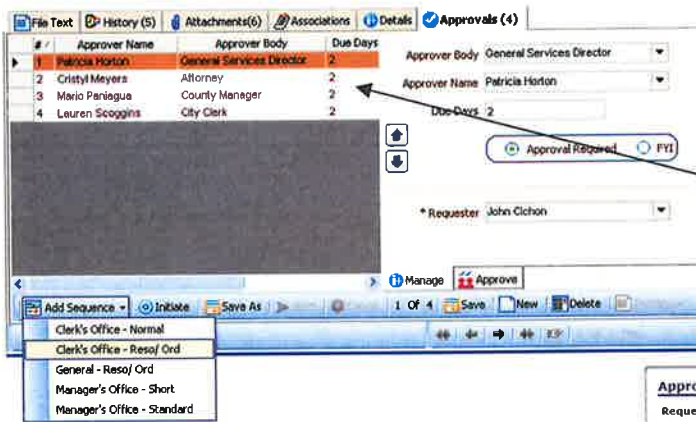 File Text History (5) Attachments(6) Associations Details Approvals (4)
# Approver Name Approver Body Due Days
1 Patricia Horton General Services Director 2
2 Cristyl Meyers Attorney 2
3 Mario Paniagua County Manager 2
4 Lauren Scoggins City Clerk 2
Approver Body General Services Director
Approver Name Patricia Horton
Due Days 2
Approval Required FYI
* Requester John Cichon
Manage Approve
Add Sequence Initiate Save As 1 Of 4 Save New Delete
Clerk's Office - Normal
Clerk's Office - Reso/ Ord
General - Reso/ Ord
Manager's Office - Short
Manager's Office - Standard
Appro
Reque